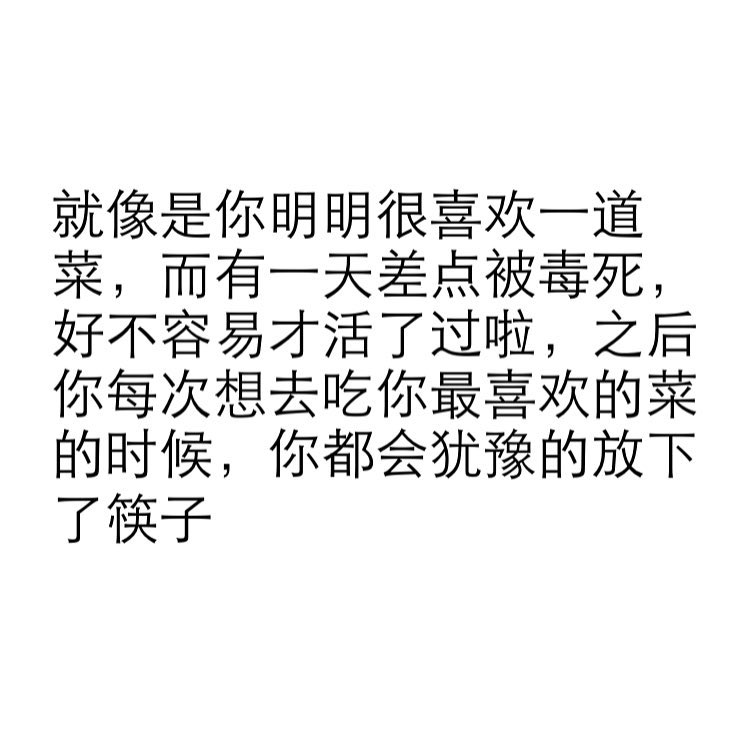 就像是你明明很喜欢一道
菜，而有一天差点被毒死，
好不容易才活了过啦，之后
你每次想去吃你最喜欢的菜
的时候，你都会犹豫的放下
了筷子